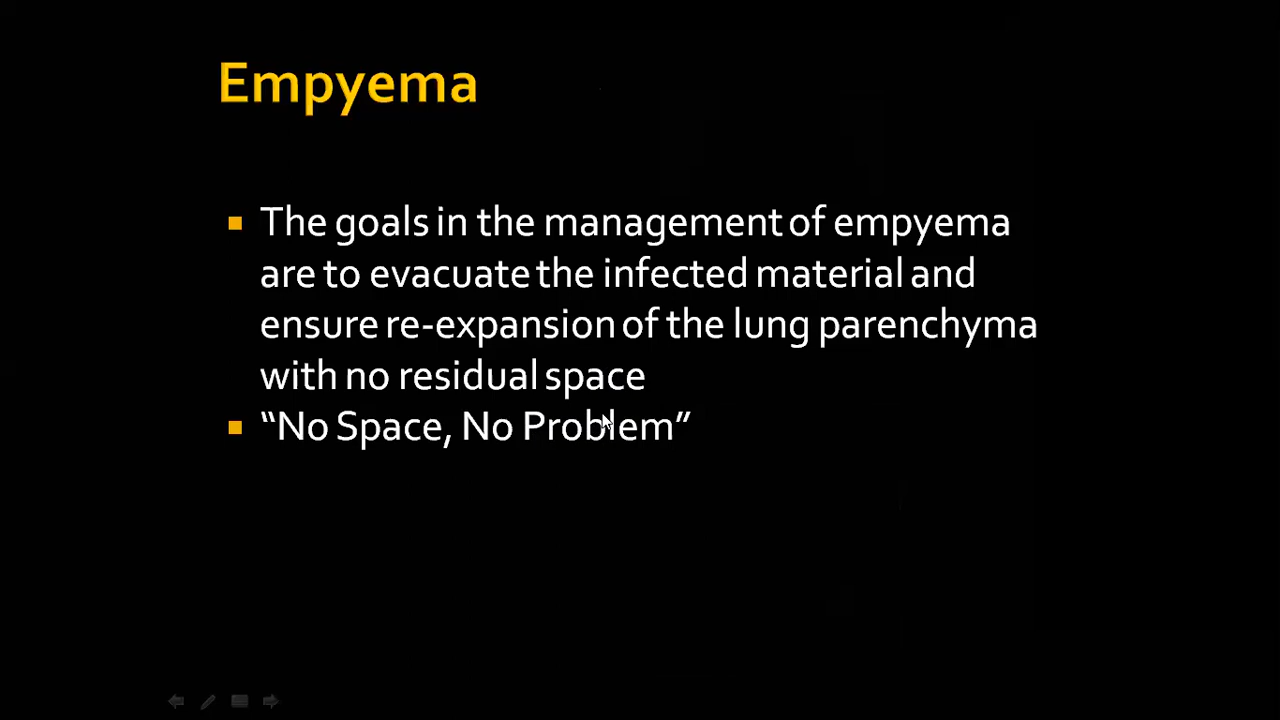 Empyema
The goals in the management of empyema
are to evacuate the infected material and
ensure re-expansion of the lung parenchyma
with no residual space
“No Space, No Problem”